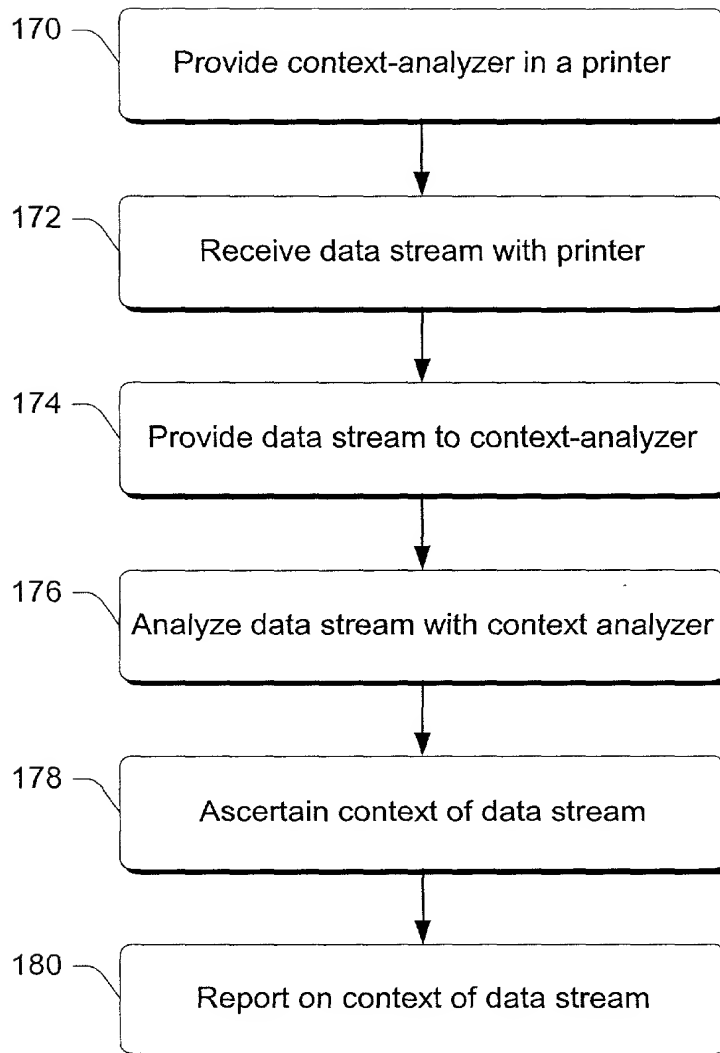 170
Provide context-analyzer in a printer
172
Receive data stream with printer
174
Provide data stream to context-analyzer
176
Analyze data stream with context analyzer
178
Ascertain context of data stream
180
Report on context of data stream